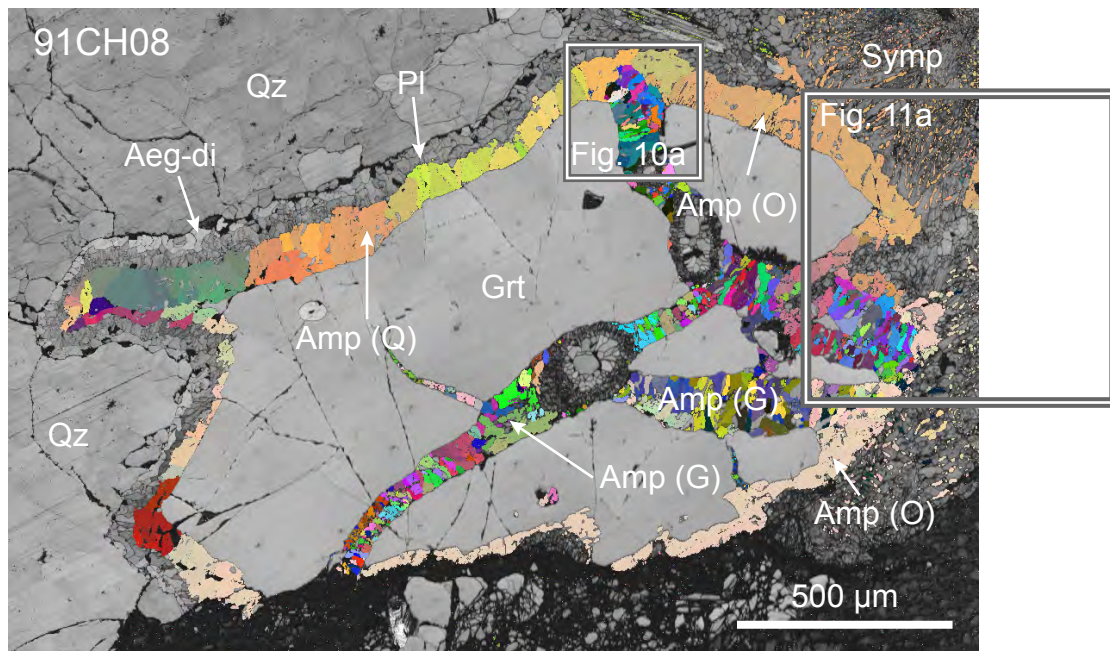 91CH08
Symp
Qz
Pl
Aeg-di
Fig. 11a
Fig. 10a
Amp (O)
Grt
Amp (Q)
Amp (G)
Qz
Amp (G)
Amp (O)
500 µm